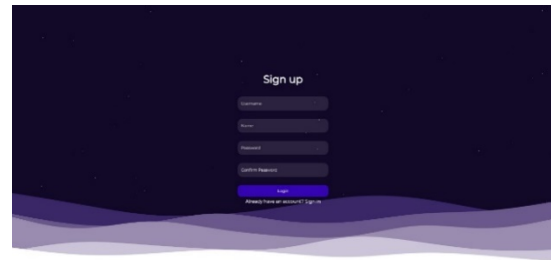 Sign up
Username
Name
Password
Confirm Password
Login
Already have an account? Sign in